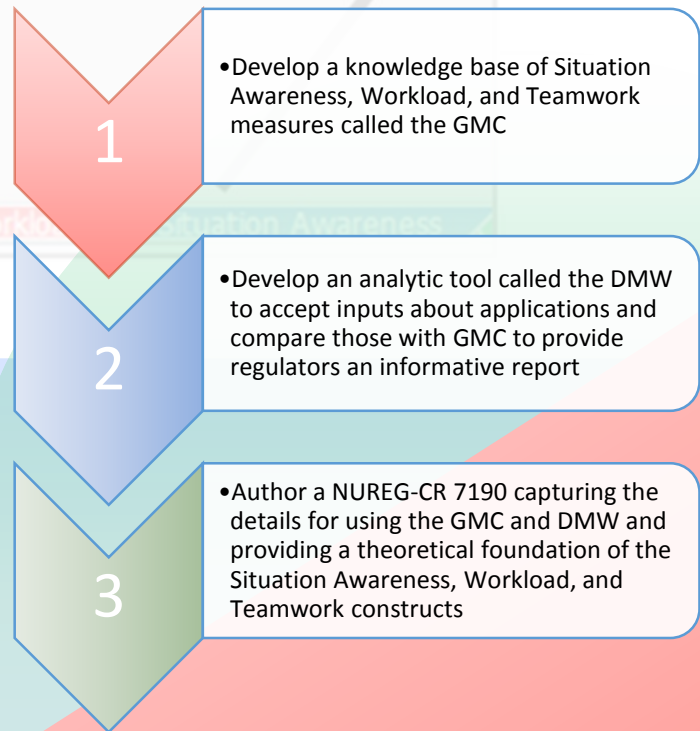 1
•Develop a knowledge base of Situation
Awareness, Workload, and Teamwork
measures called the GMC
Situation Awareness
2
•Develop an analytic tool called the DMW
to accept inputs about applications and
compare those with GMC to provide
regulators an informative report
3
•Author a NUREG-CR 7190 capturing the
details for using the GMC and DMW and
providing a theoretical foundation of the
Situation Awareness, Workload, and
Teamwork constructs